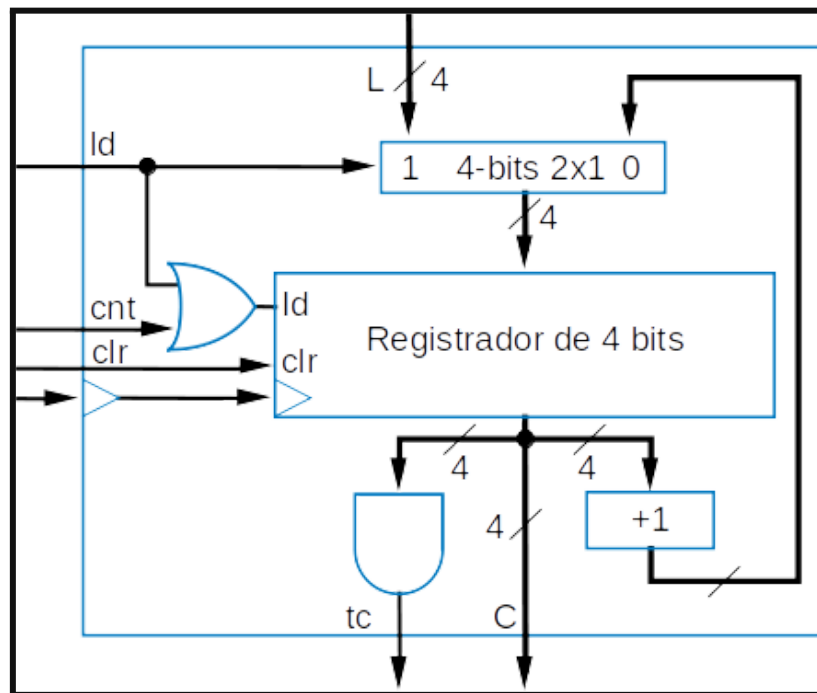 L 4
ld
1 4-bits 2x1 0
4
ld
cnt
Registrador de 4 bits
clr
clr
4
4
4
+1
tc
C